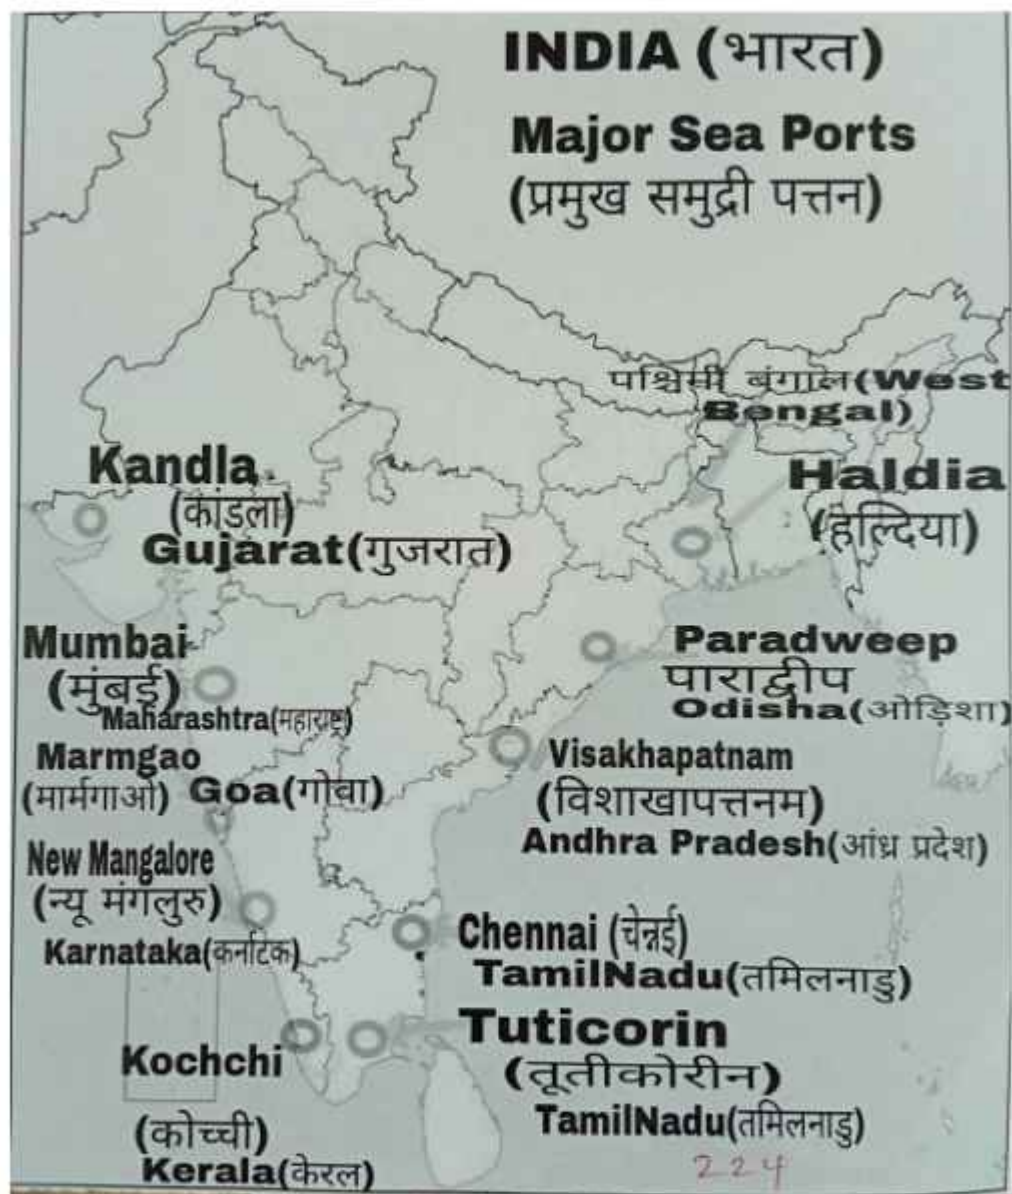 INDIA (भारत)
Major Sea Ports
(प्रमुख समुद्री पत्तन)
पश्चिमी बंगाल(West
Bengal)
Kandla
(कांडला)
Gujarat(गुजरात)
Haldia
(हल्दिया)
Mumbai
(मुंबई)
Maharashtra(महाराष्ट्र)
Paradweep
पाराद्वीप
Odisha(ओड़िशा)
Marmgao
(मार्मगाओ)
Goa(गोवा)
Visakhapatnam
(विशाखापत्तनम)
Andhra Pradesh(आंध्र प्रदेश)
New Mangalore
(न्यू मंगलुरु)
Karnataka(कर्नाटक)
Chennai (चेन्नई)
TamilNadu(तमिलनाडु)
Tuticorin
(तूतीकोरीन)
TamilNadu(तमिलनाडु)
Kochchi
(कोच्ची)
Kerala(केरल)
224